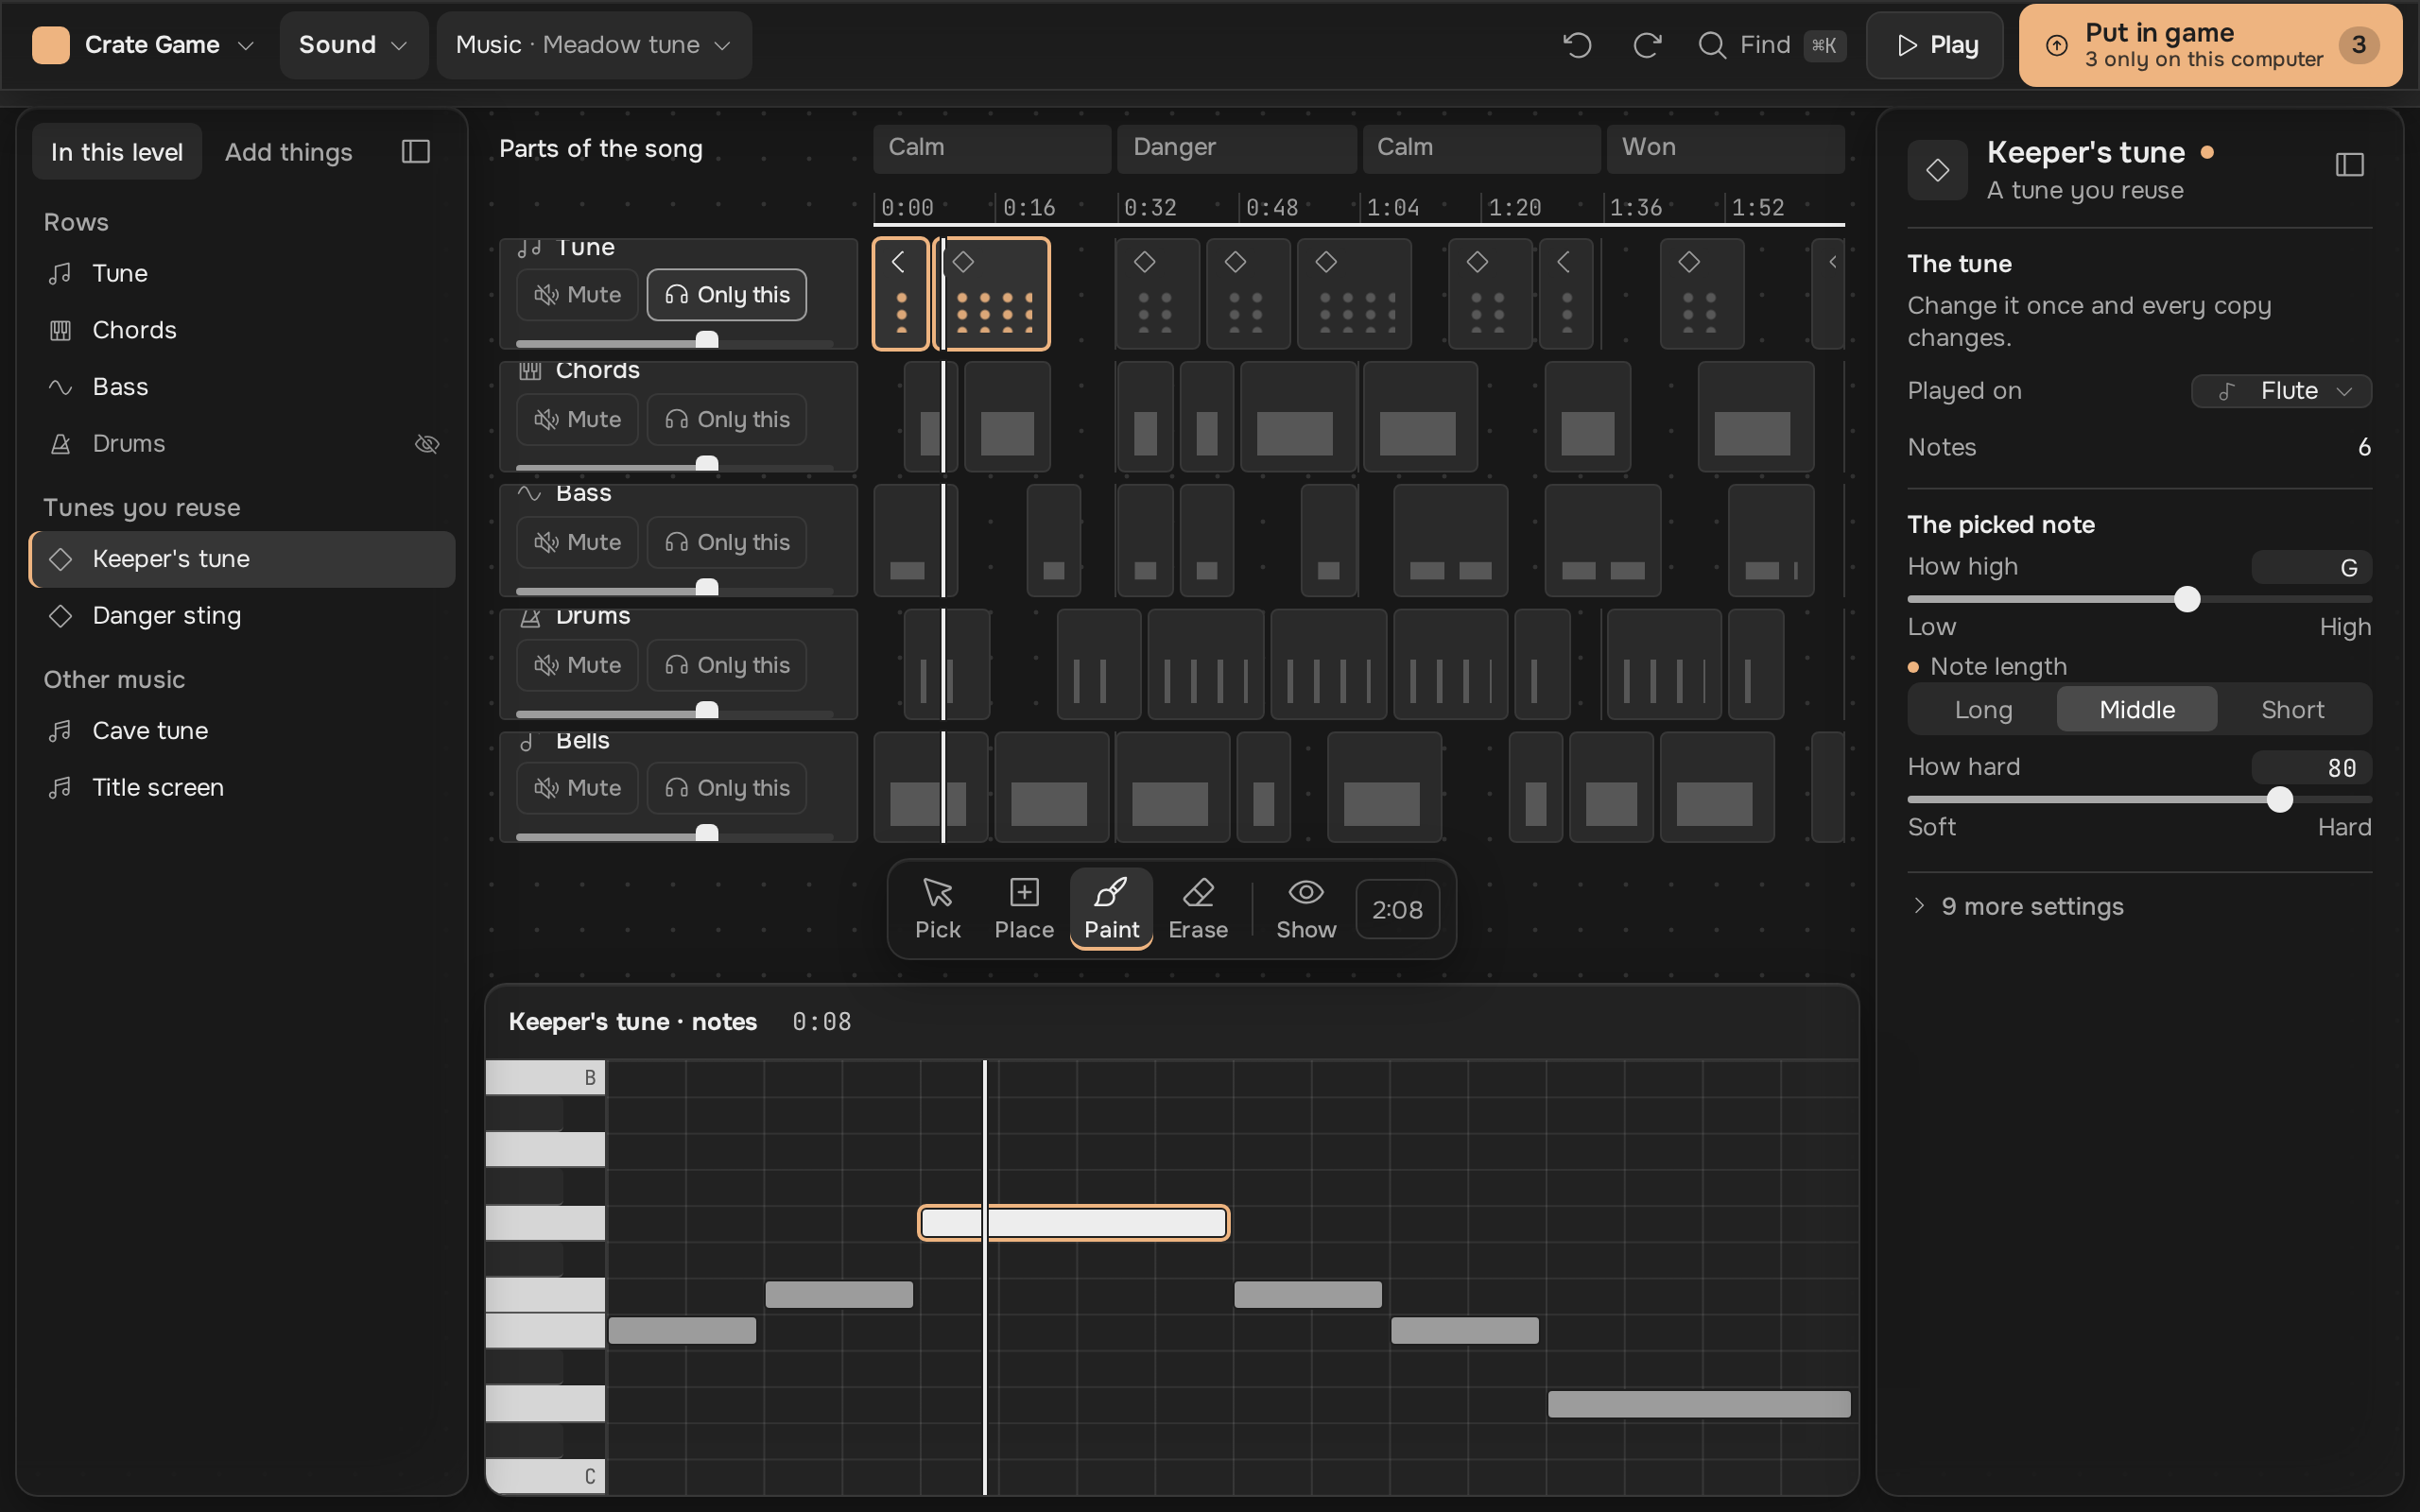 Crate Game
Sound
Music · Meadow tune
Find ⌘K
Play
Put in game
3 only on this computer
3
In this level
Add things
Rows
Tune
Chords
Bass
Drums
Tunes you reuse
Keeper's tune
Danger sting
Other music
Cave tune
Title screen
Parts of the song
Calm
Danger
Calm
Won
0:00
0:16
0:32
0:48
1:04
1:20
1:36
1:52
Tune
Mute
Only this
Chords
Mute
Only this
Bass
Mute
Only this
Drums
Mute
Only this
Bells
Mute
Only this
Pick
Place
Paint
Erase
Show
2:08
Keeper's tune · notes
0:08
B
C
Keeper's tune
A tune you reuse
The tune
Change it once and every copy
changes.
Played on
Flute
Notes
6
The picked note
How high
G
Low
High
Note length
Long
Middle
Short
How hard
80
Soft
Hard
9 more settings